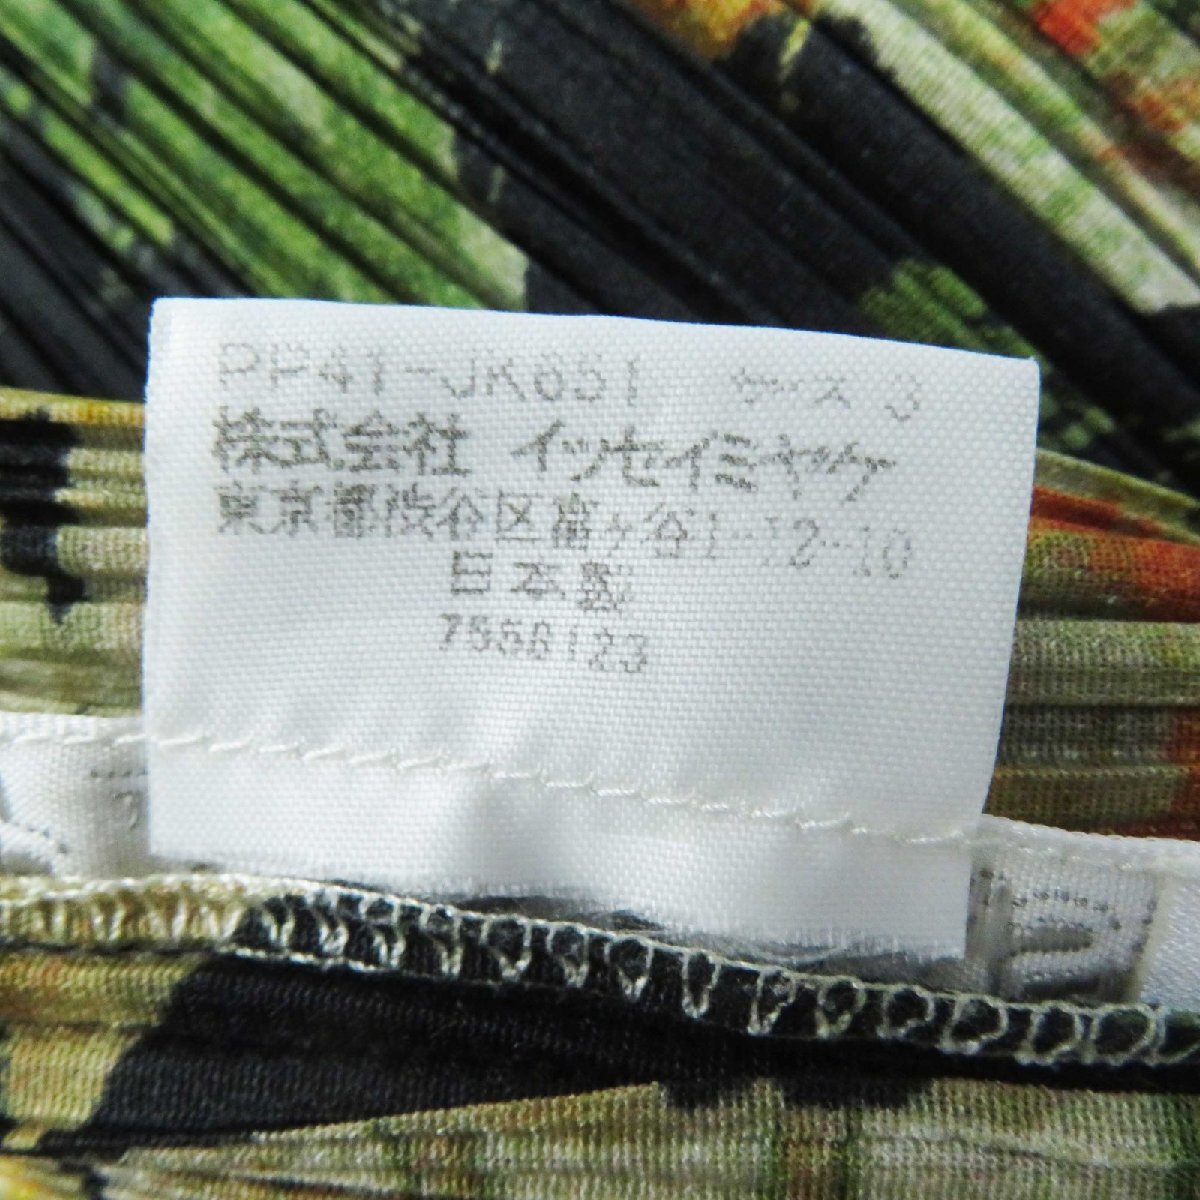 PP41-JK651 サイズ 3
株式会社 イッセイミヤケ
東京都渋谷区富ヶ谷1-12-10
日本製
7556123